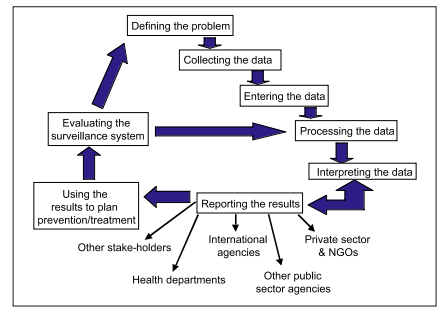 Defining the problem
Collecting the data
Entering the data
Evaluating the
surveillance system
Processing the data
Interpreting the data
Using the
results to plan
prevention/treatment
Reporting the results
Other stake-holders
International
agencies
Private sector
& NGOs
Health departments
Other public
sector agencies